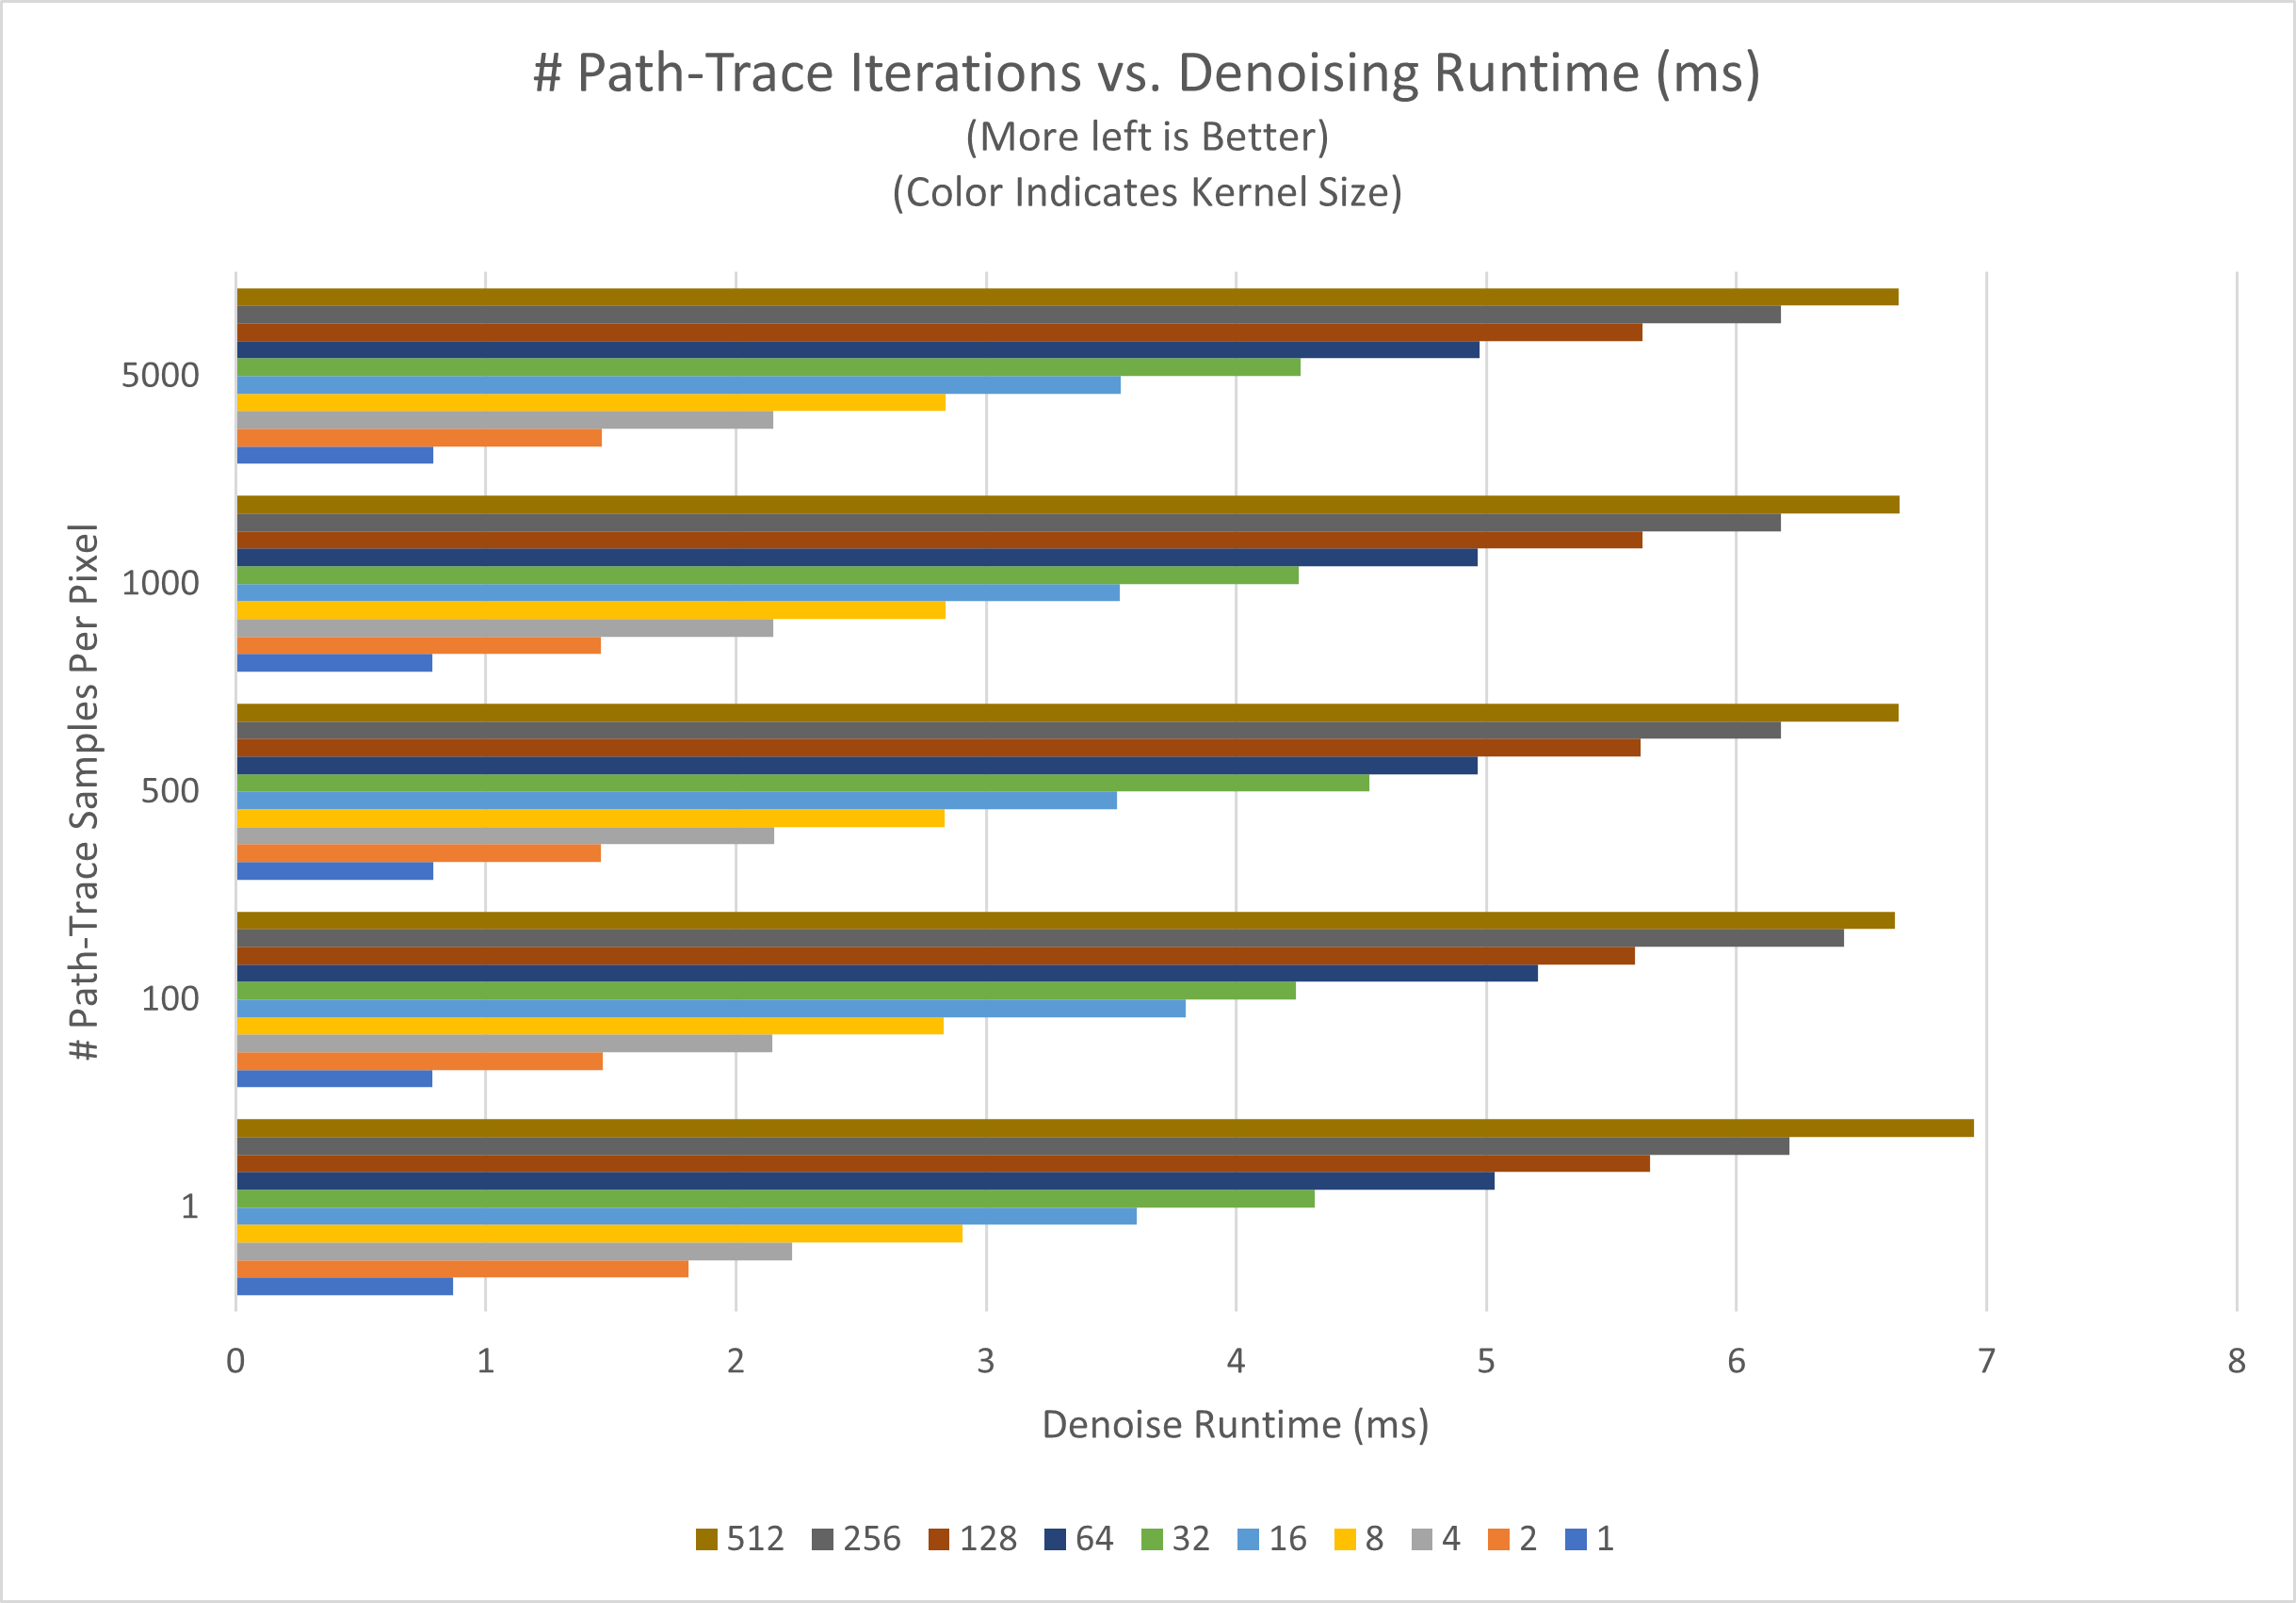 # Path-Trace Iterations vs. Denoising Runtime (ms)
(More left is Better)
(Color Indicates Kernel Size)
# Path-Trace Samples Per Pixel
5000
1000
500
100
1
0 1 2 3 4 5 6 7 8
Denoise Runtime (ms)
512 256 128 64 32 16 8 4 2 1